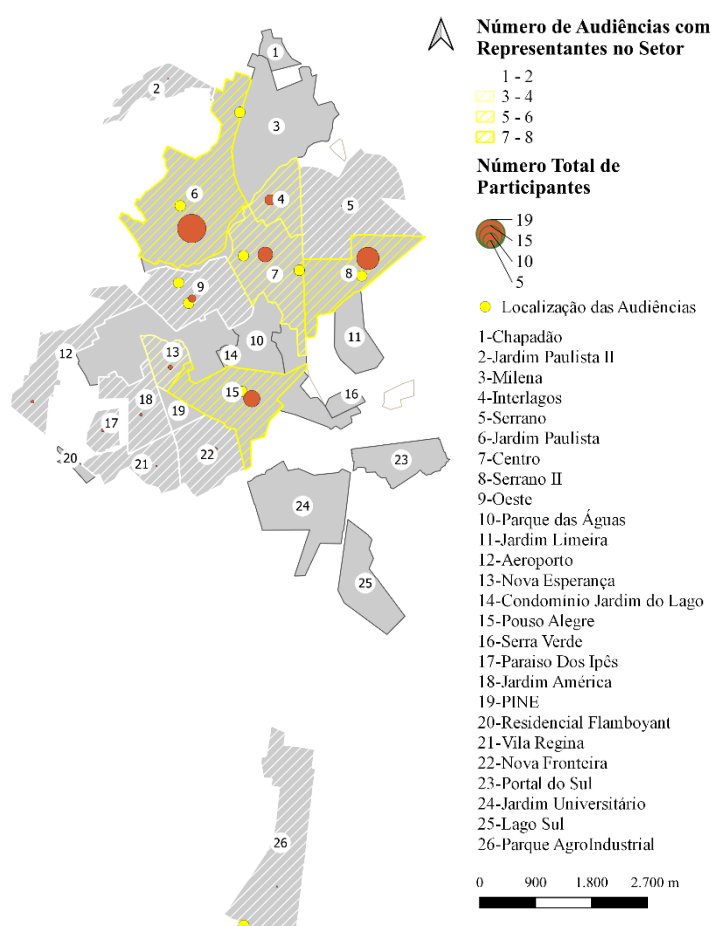 Número de Audiências com
Representantes no Setor
1 - 2
3 - 4
5 - 6
7 - 8
Número Total de
Participantes
19
15
10
5
Localização das Audiências
1-Chapadão
2-Jardim Paulista II
3-Milena
4-Interlagos
5-Serrano
6-Jardim Paulista
7-Centro
8-Serrano II
9-Oeste
10-Parque das Águas
11-Jardim Limeira
12-Aeroporto
13-Nova Esperança
14-Condomínio Jardim do Lago
15-Pouso Alegre
16-Serra Verde
17-Paraiso Dos Ipês
18-Jardim América
19-PINE
20-Residencial Flamboyant
21-Vila Regina
22-Nova Fronteira
23-Portal do Sul
24-Jardim Universitário
25-Lago Sul
26-Parque AgroIndustrial
0 900 1.800 2.700 m
1
2
3
6
4
5
7
8
9
10
11
12
13
14
15
16
18
19
17
20
21
22
23
24
25
26